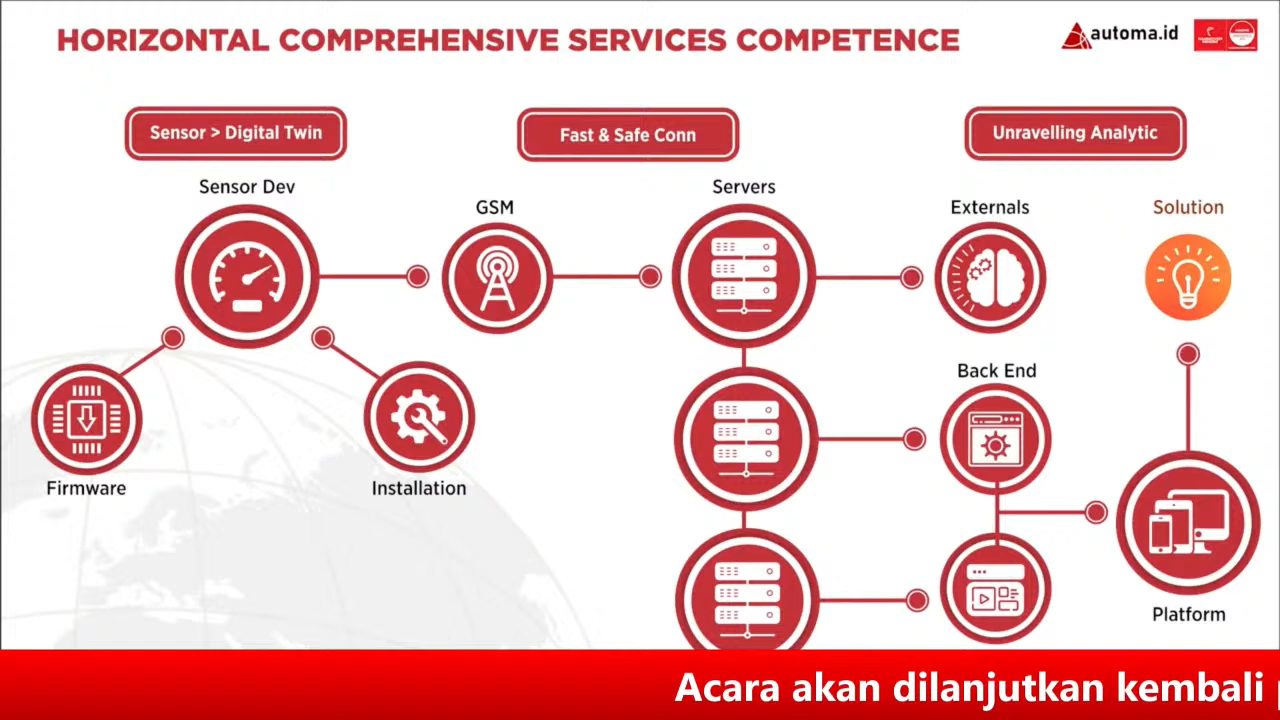 HORIZONTAL COMPREHENSIVE SERVICES COMPETENCE
automa.id
Sensor > Digital Twin
Fast & Safe Conn
Unravelling Analytic
Sensor Dev
GSM
Servers
Externals
Solution
Back End
Firmware
Installation
Platform
Acara akan dilanjutkan kembali